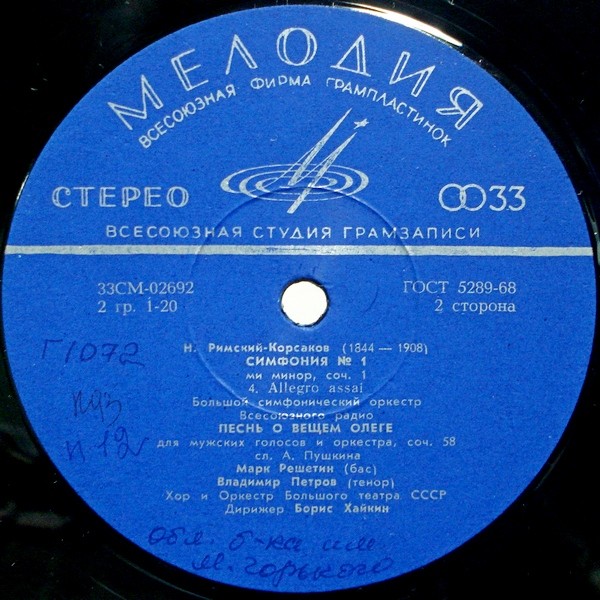 МЕЛОДИЯ
ВСЕСОЮЗНАЯ ФИРМА ГРАМПЛАСТИНОК
СТЕРЕО 33
ВСЕСОЮЗНАЯ СТУДИЯ ГРАМЗАПИСИ
33СМ-02692 ГОСТ 5289-68
2 гр. 1-20 2 сторона
Н. Римский-Корсаков (1844 — 1908)
СИМФОНИЯ № 1
ми минор, соч. 1
4. Allegro assai
Большой симфонический оркестр
Всесоюзного радио
ПЕСНЬ О ВЕЩЕМ ОЛЕГЕ
для мужских голосов и оркестра, соч. 58
сл. А. Пушкина
Марк Решетин (бас)
Владимир Петров (тенор)
Хор и Оркестр Большого театра СССР
Дирижер Борис Хайкин
Г1072
п 12
Обл. б-ка им
М. Горького